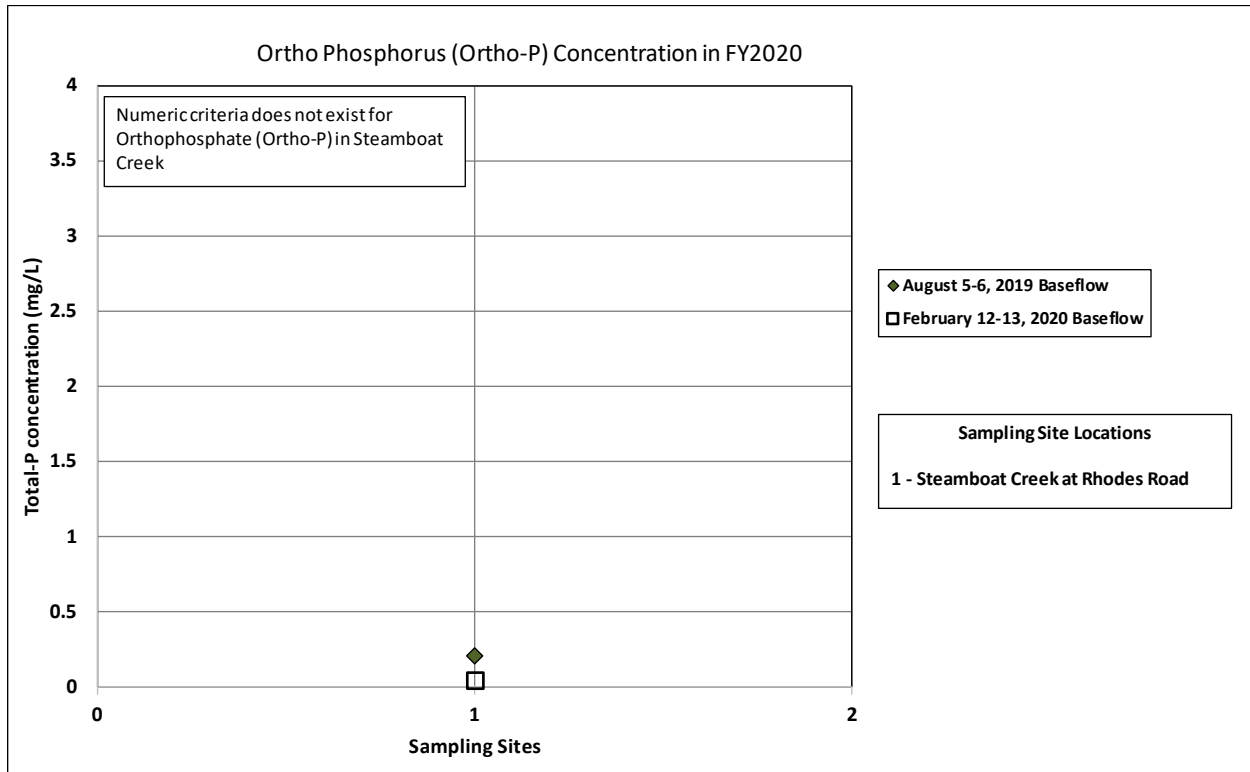 Ortho Phosphorus (Ortho-P) Concentration in FY2020
Numeric criteria does not exist for
Orthophosphate (Ortho-P) in Steamboat
Creek
Total-P concentration (mg/L)
4
3.5
3
2.5
2
1.5
1
0.5
0
0
1
2
Sampling Sites
August 5-6, 2019 Baseflow
February 12-13, 2020 Baseflow
Sampling Site Locations
1 - Steamboat Creek at Rhodes Road